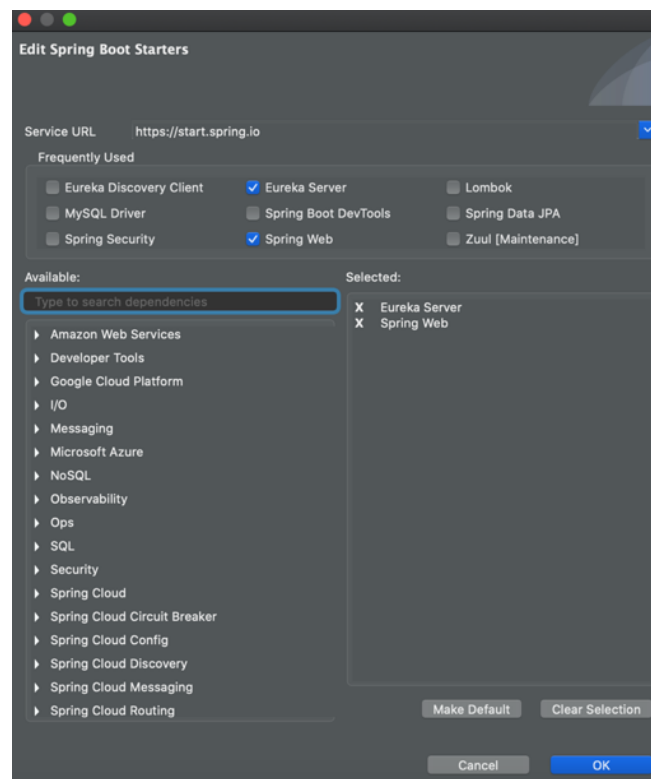 Edit Spring Boot Starters
Service URL https://start.spring.io
Frequently Used
Eureka Discovery Client Eureka Server Lombok
MySQL Driver Spring Boot DevTools Spring Data JPA
Spring Security Spring Web Zuul [Maintenance]
Available:
Type to search dependencies
Amazon Web Services
Developer Tools
Google Cloud Platform
I/O
Messaging
Microsoft Azure
NoSQL
Observability
Ops
SQL
Security
Spring Cloud
Spring Cloud Circuit Breaker
Spring Cloud Config
Spring Cloud Discovery
Spring Cloud Messaging
Spring Cloud Routing
Selected:
X Eureka Server
X Spring Web
Make Default Clear Selection
Cancel OK